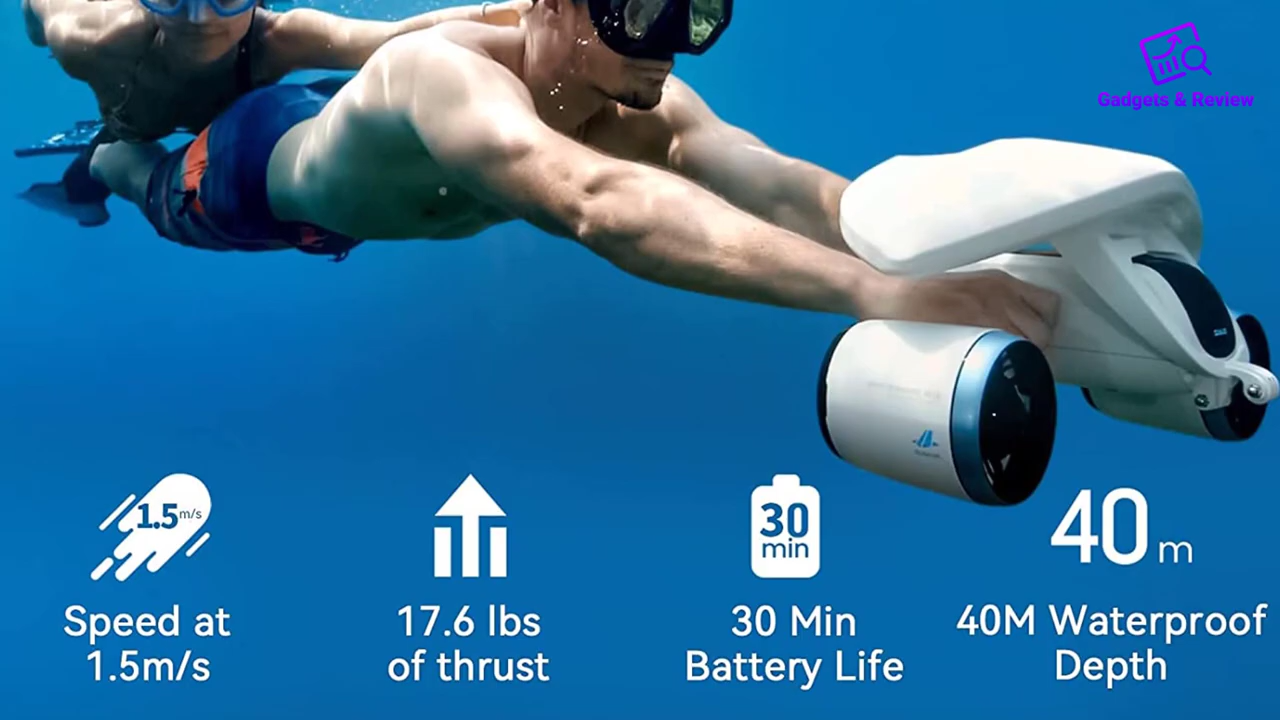 Gadgets & Review
1.5 m/s
30
min
40 m
Speed at
1.5m/s
17.6 lbs
of thrust
30 Min
Battery Life
40M Waterproof
Depth